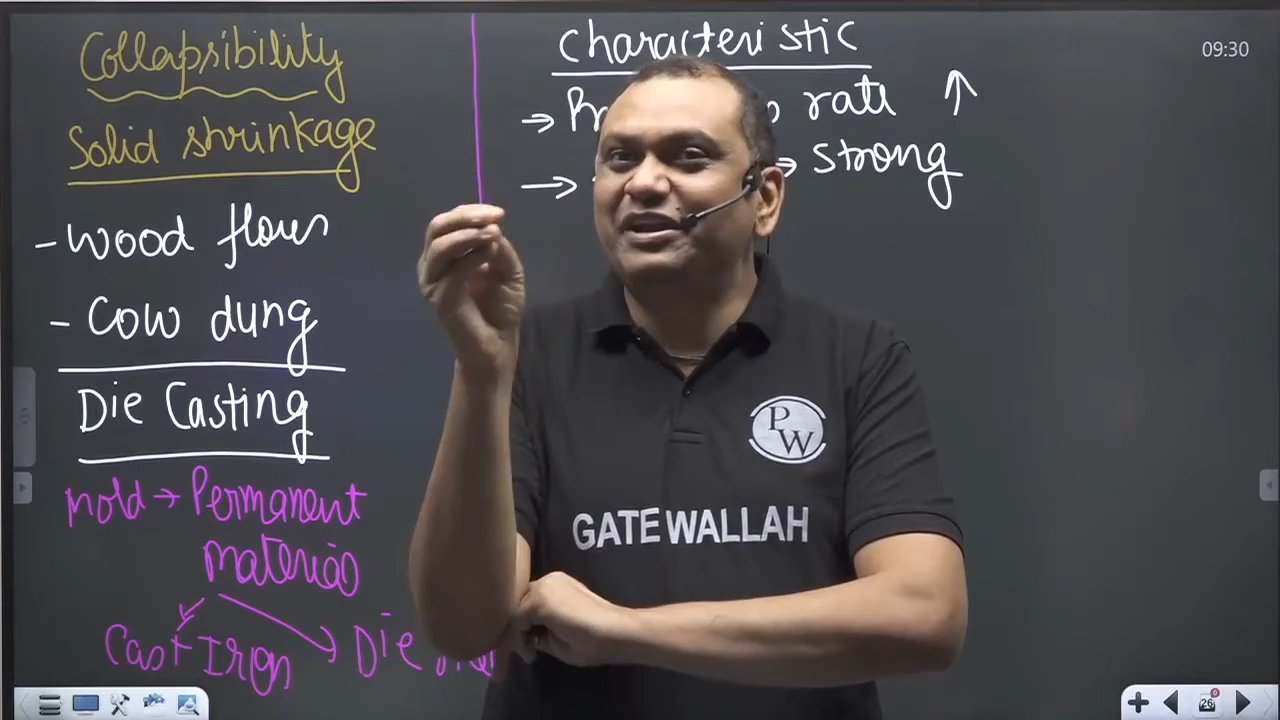 Collapsibility
Solid shrinkage
- Wood flour
- Cow dung
Die Casting
Mold → Permanent
material
Cast Iron
Die
characteristic
→ rate ↑
→ → strong
09:30
PW
GATE WALLAH
26